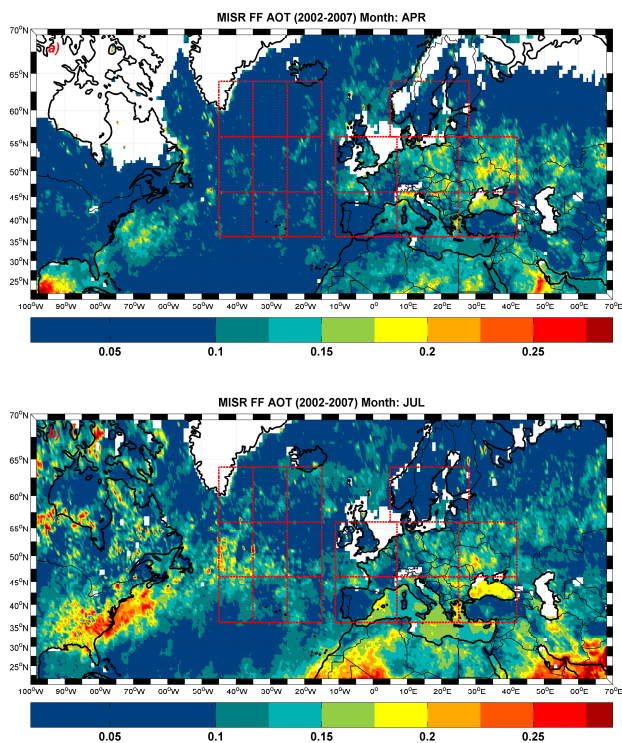 MISR FF AOT (2002-2007) Month: APR
70°N
a)
65°N
60°N
55°N
50°N
45°N
40°N
35°N
30°N
25°N
100°W 90°W 80°W 70°W 60°W 50°W 40°W 30°W 20°W 10°W 0° 10°E 20°E 30°E 40°E 50°E 60°E 70°E
0.05 0.1 0.15 0.2 0.25
MISR FF AOT (2002-2007) Month: JUL
70°N
b)
65°N
60°N
55°N
50°N
45°N
40°N
35°N
30°N
25°N
100°W 90°W 80°W 70°W 60°W 50°W 40°W 30°W 20°W 10°W 0° 10°E 20°E 30°E 40°E 50°E 60°E 70°E
0.05 0.1 0.15 0.2 0.25